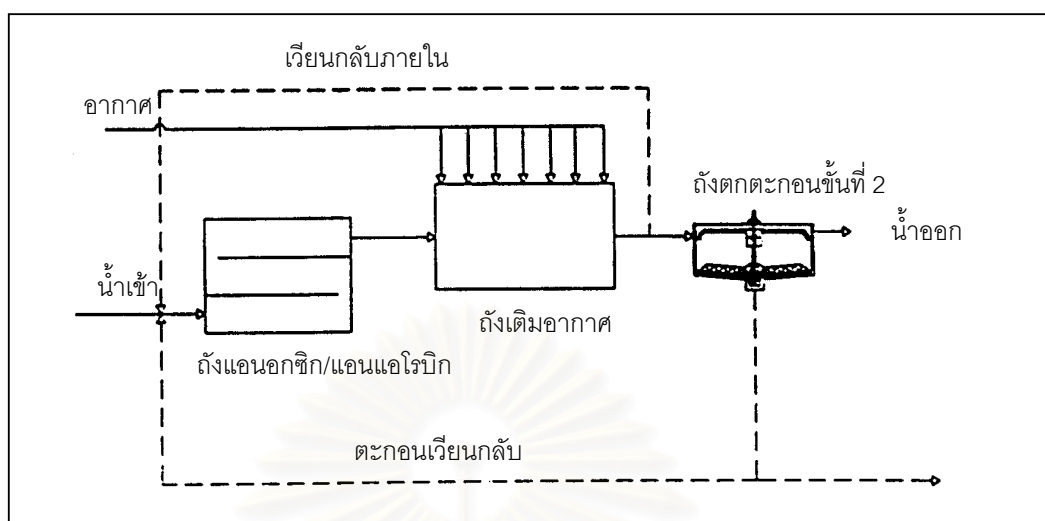 เวียนกลับภายใน
อากาศ
ถังตกตะกอนขั้นที่ 2
น้ำออก
น้ำเข้า
ถังเติมอากาศ
ถังแอนอกซิก/แอนแอโรบิก
ตะกอนเวียนกลับ